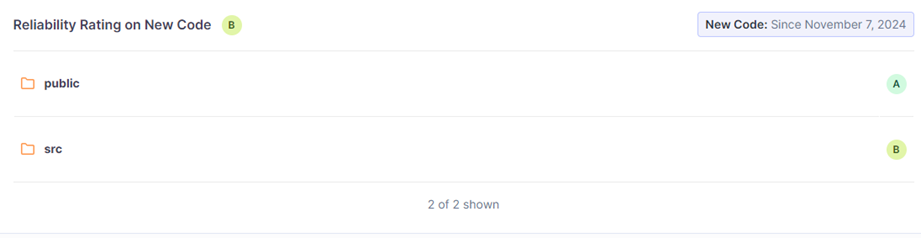 Reliability Rating on New Code B New Code: Since November 7, 2024
public A
src B
2 of 2 shown